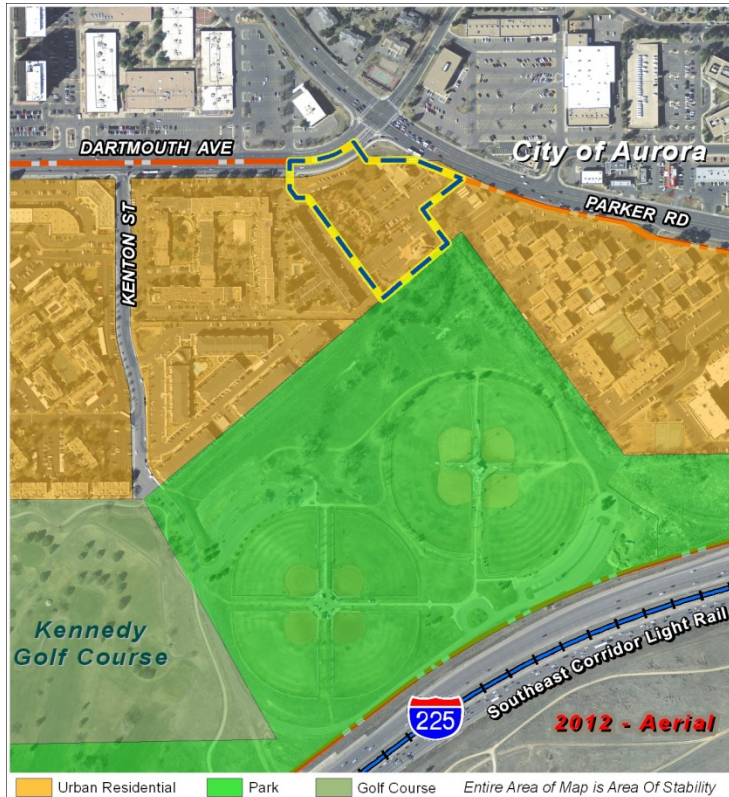 DARTMOUTH AVE
City of Aurora
KENTON ST
PARKER RD
Kennedy
Golf Course
Southeast Corridor Light Rail
225
2012 - Aerial
Urban Residential
Park
Golf Course
Entire Area of Map is Area Of Stability